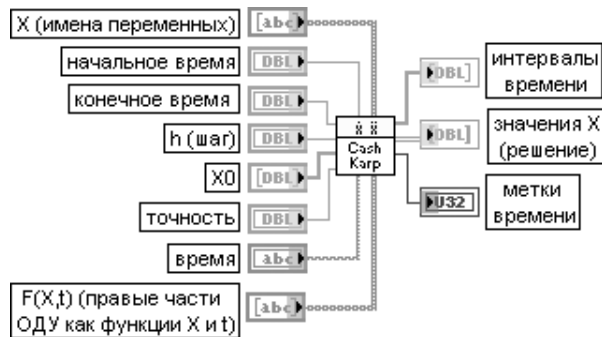 X (имена переменных)
[abc]
начальное время
DBL
конечное время
DBL
h (шаг)
DBL
X0
[DBL]
точность
DBL
время
abc
F(X,t) (правые части
ОДУ как функции X и t)
[abc]
ẋ ẍ
Cash
Karp
DBL]
интервалы
времени
DBL]
значения X
(решение)
U32
метки
времени